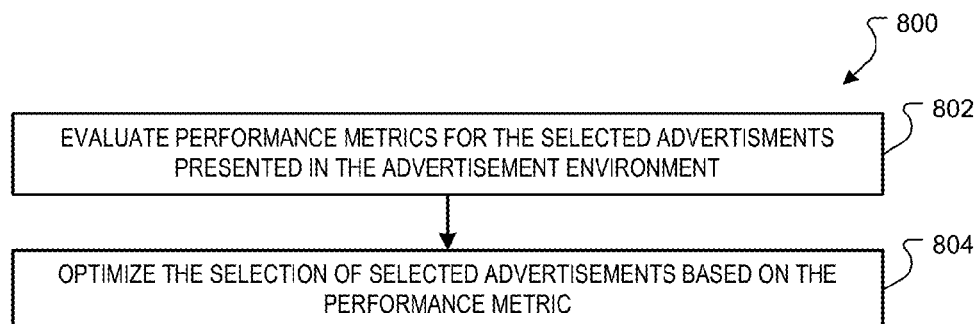 800
802
EVALUATE PERFORMANCE METRICS FOR THE SELECTED ADVERTISMENTS
PRESENTED IN THE ADVERTISEMENT ENVIRONMENT
804
OPTIMIZE THE SELECTION OF SELECTED ADVERTISEMENTS BASED ON THE
PERFORMANCE METRIC